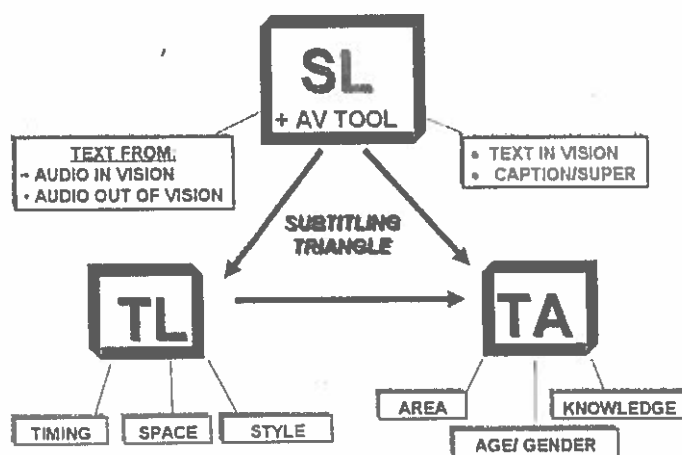 SL
+ AV TOOL
TEXT FROM:
- AUDIO IN VISION
• AUDIO OUT OF VISION
• TEXT IN VISION
• CAPTION/SUPER
SUBTITLING
TRIANGLE
TL
TA
TIMING
SPACE
STYLE
AREA
KNOWLEDGE
AGE/ GENDER